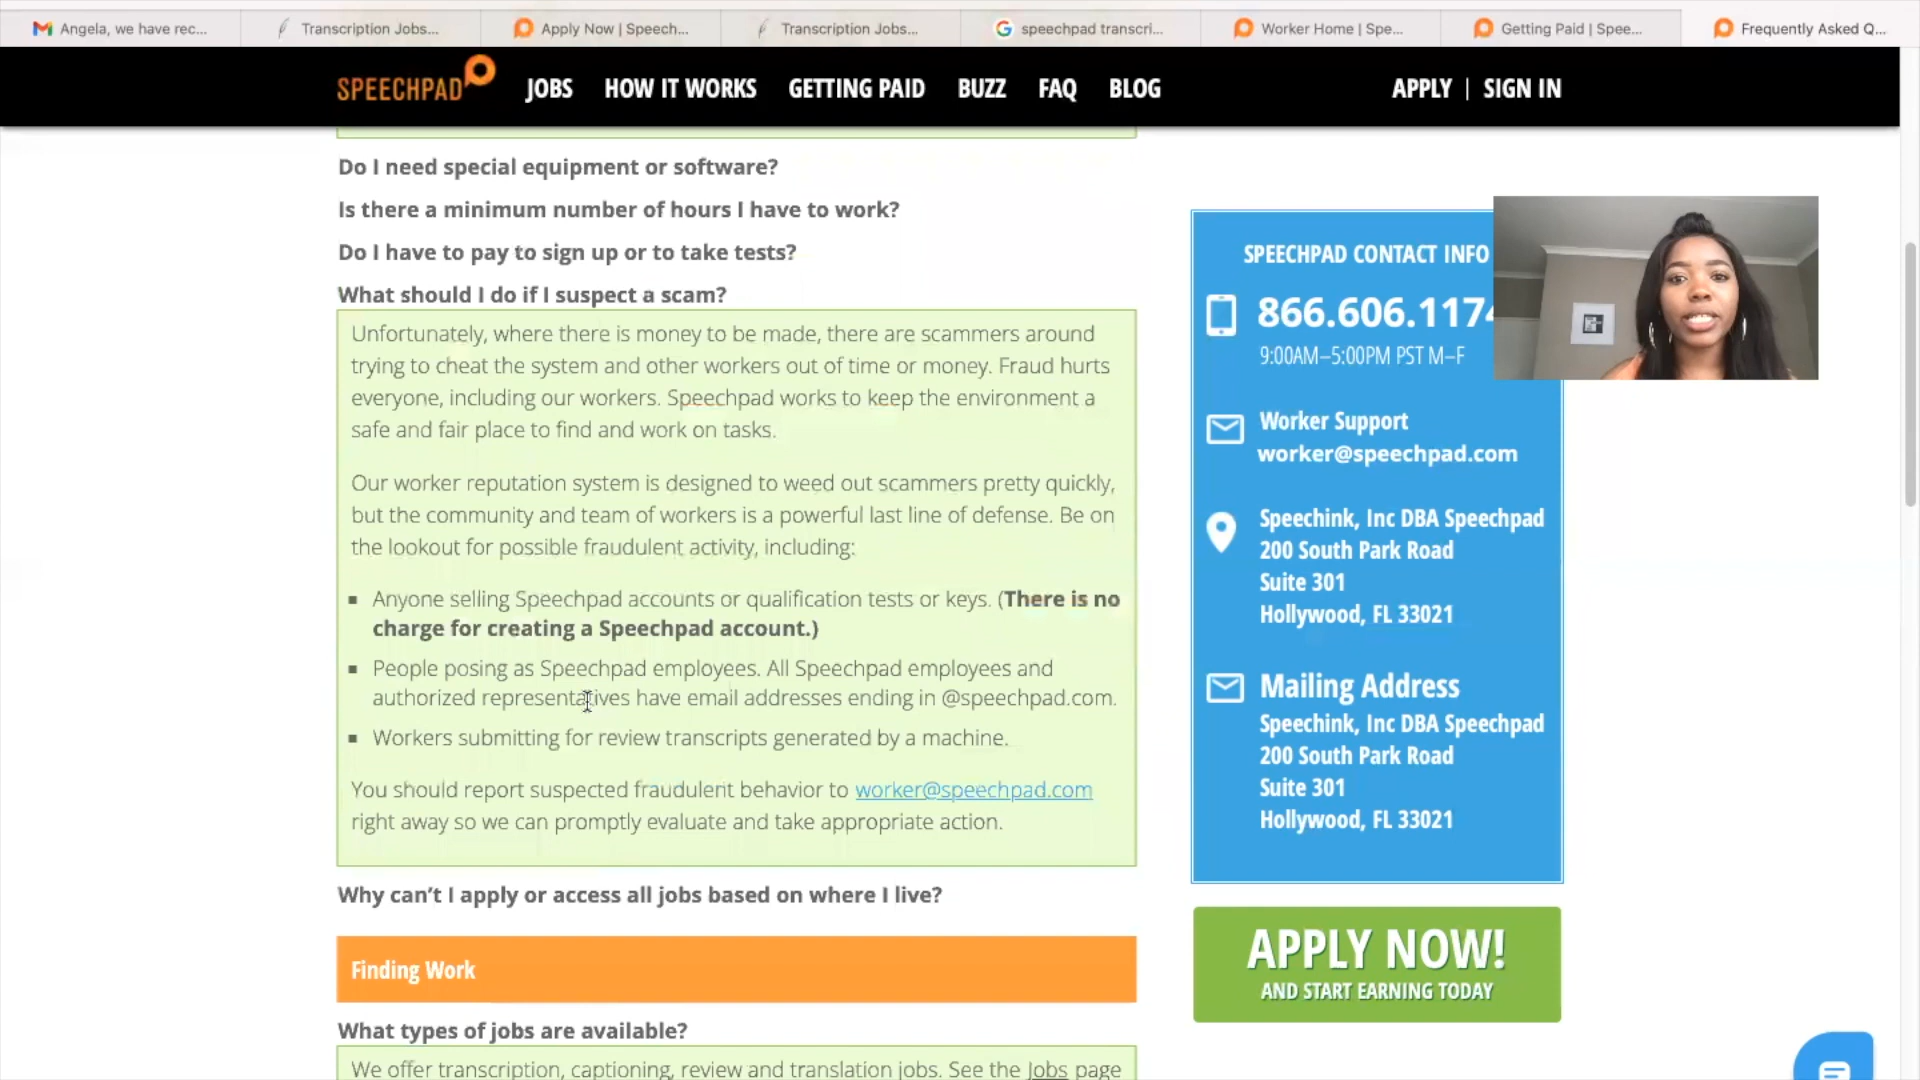 Angela, we have rec...
Transcription Jobs...
Apply Now | Speech...
Transcription Jobs...
speechpad transcri...
Worker Home | Spe...
Getting Paid | Spee...
Frequently Asked Q...
SPEECHPAD
JOBS
HOW IT WORKS
GETTING PAID
BUZZ
FAQ
BLOG
APPLY | SIGN IN
Do I need special equipment or software?
Is there a minimum number of hours I have to work?
Do I have to pay to sign up or to take tests?
What should I do if I suspect a scam?
Unfortunately, where there is money to be made, there are scammers around
trying to cheat the system and other workers out of time or money. Fraud hurts
everyone, including our workers. Speechpad works to keep the environment a
safe and fair place to find and work on tasks.
Our worker reputation system is designed to weed out scammers pretty quickly,
but the community and team of workers is a powerful last line of defense. Be on
the lookout for possible fraudulent activity, including:
Anyone selling Speechpad accounts or qualification tests or keys. (There is no
charge for creating a Speechpad account.)
People posing as Speechpad employees. All Speechpad employees and
authorized representatives have email addresses ending in @speechpad.com.
Workers submitting for review transcripts generated by a machine.
You should report suspected fraudulent behavior to worker@speechpad.com
right away so we can promptly evaluate and take appropriate action.
Why can't I apply or access all jobs based on where I live?
Finding Work
What types of jobs are available?
We offer transcription, captioning, review and translation jobs. See the Jobs page
SPEECHPAD CONTACT INFO
866.606.1174
9:00AM–5:00PM PST M–F
Worker Support
worker@speechpad.com
Speechink, Inc DBA Speechpad
200 South Park Road
Suite 301
Hollywood, FL 33021
Mailing Address
Speechink, Inc DBA Speechpad
200 South Park Road
Suite 301
Hollywood, FL 33021
APPLY NOW!
AND START EARNING TODAY